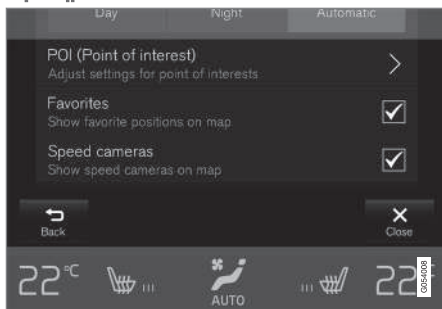 Day Night Automatic
POI (Point of interest)
Adjust settings for point of interests
Favorites
Show favorite positions on map
Speed cameras
Show speed cameras on map
Back Close
22°C 22°
AUTO
G054008